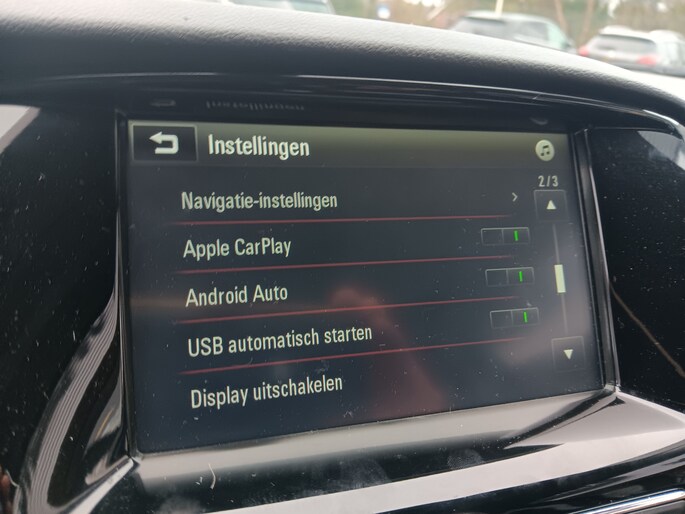 Instellingen
2/3
Navigatie-instellingen
Apple CarPlay
Android Auto
USB automatisch starten
Display uitschakelen